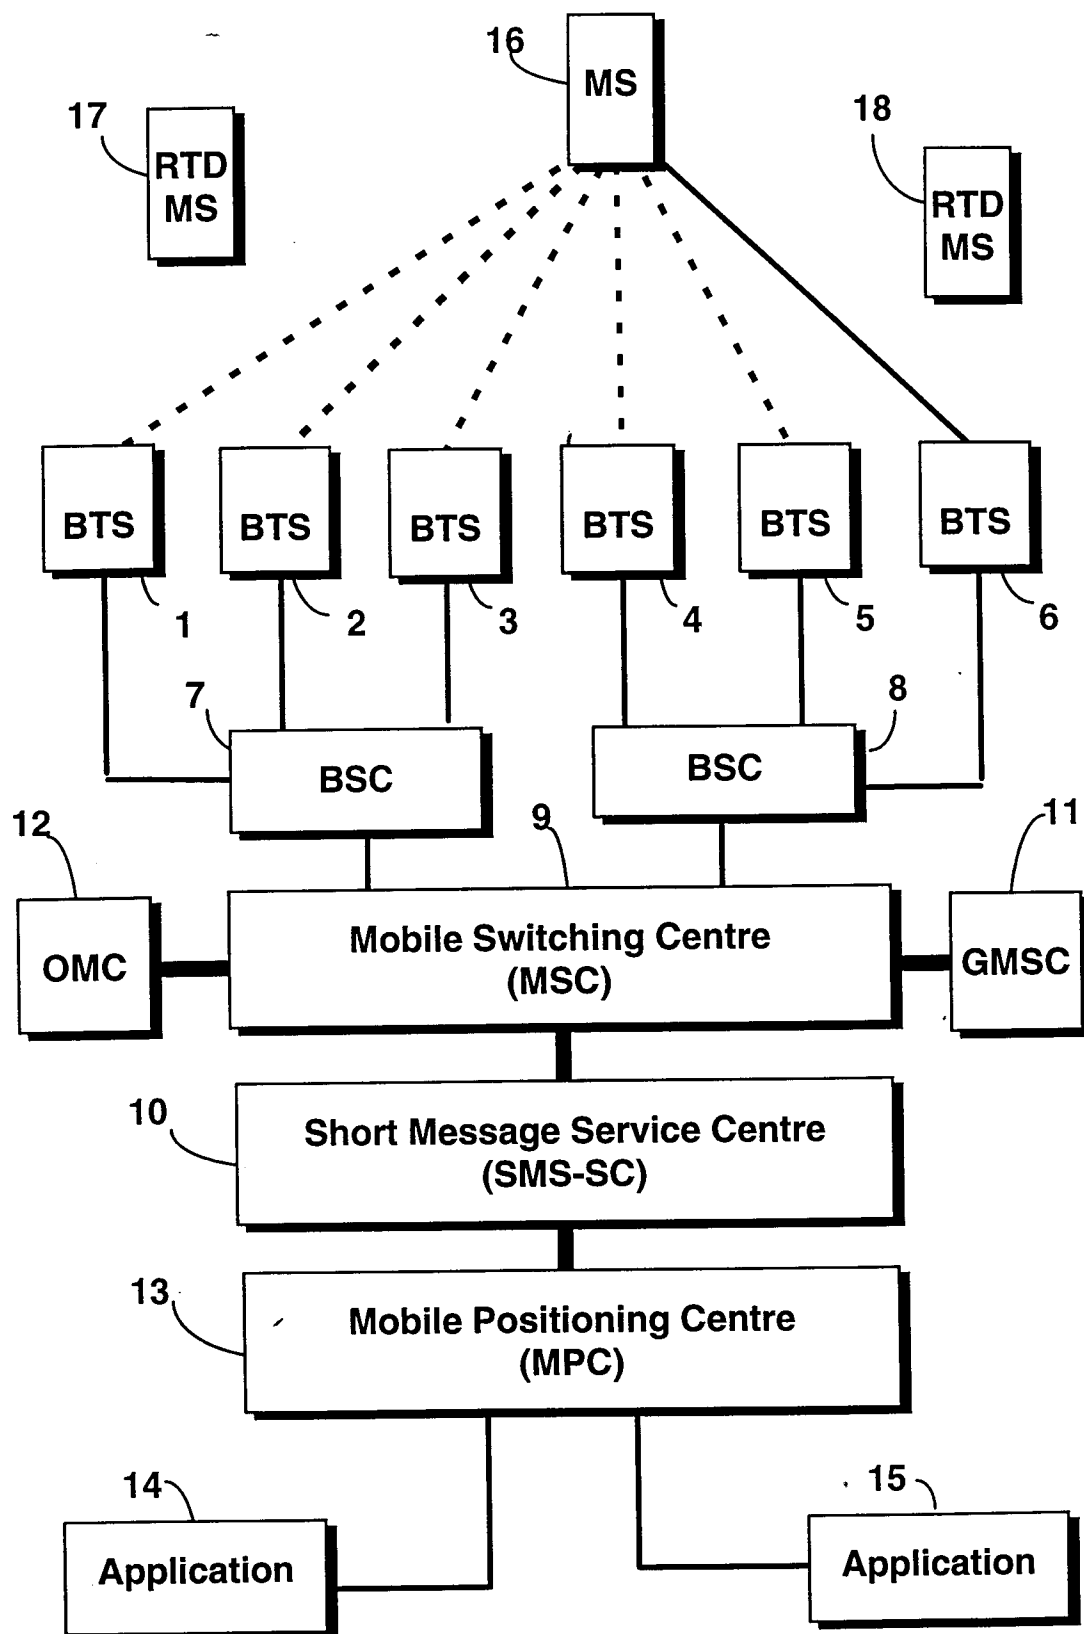 16
MS
17
RTD
MS
18
RTD
MS
BTS
BTS
BTS
BTS
BTS
BTS
1
2
3
4
5
6
7
BSC
8
BSC
12
OMC
9
Mobile Switching Centre
(MSC)
11
GMSC
10
Short Message Service Centre
(SMS-SC)
13
Mobile Positioning Centre
(MPC)
14
Application
15
Application